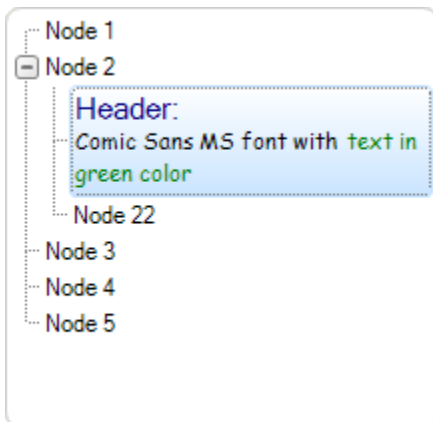 Node 1
Node 2
Header:
Comic Sans MS font with text in
green color
Node 22
Node 3
Node 4
Node 5